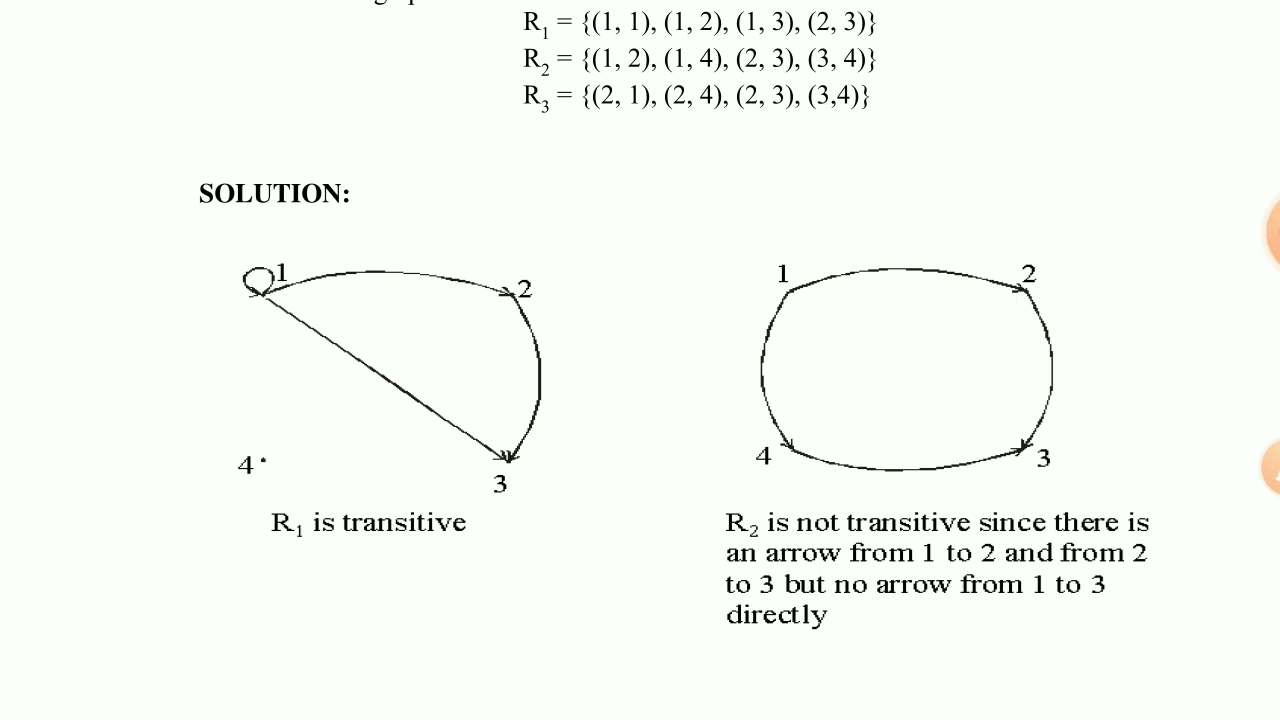 R₁ = {(1, 1), (1, 2), (1, 3), (2, 3)}
R₂ = {(1, 2), (1, 4), (2, 3), (3, 4)}
R₃ = {(2, 1), (2, 4), (2, 3), (3,4)}
SOLUTION:
1
2
4
3
R₁ is transitive
1
2
4
3
R₂ is not transitive since there is
an arrow from 1 to 2 and from 2
to 3 but no arrow from 1 to 3
directly